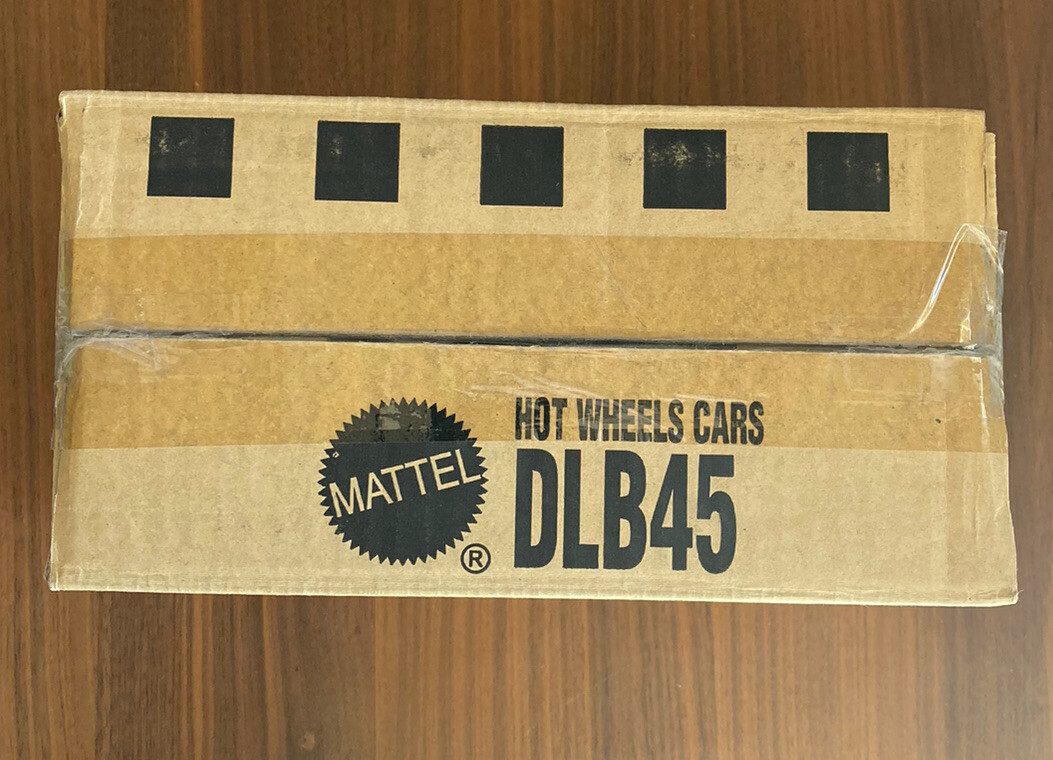 MATTEL
®
HOT WHEELS CARS
DLB45